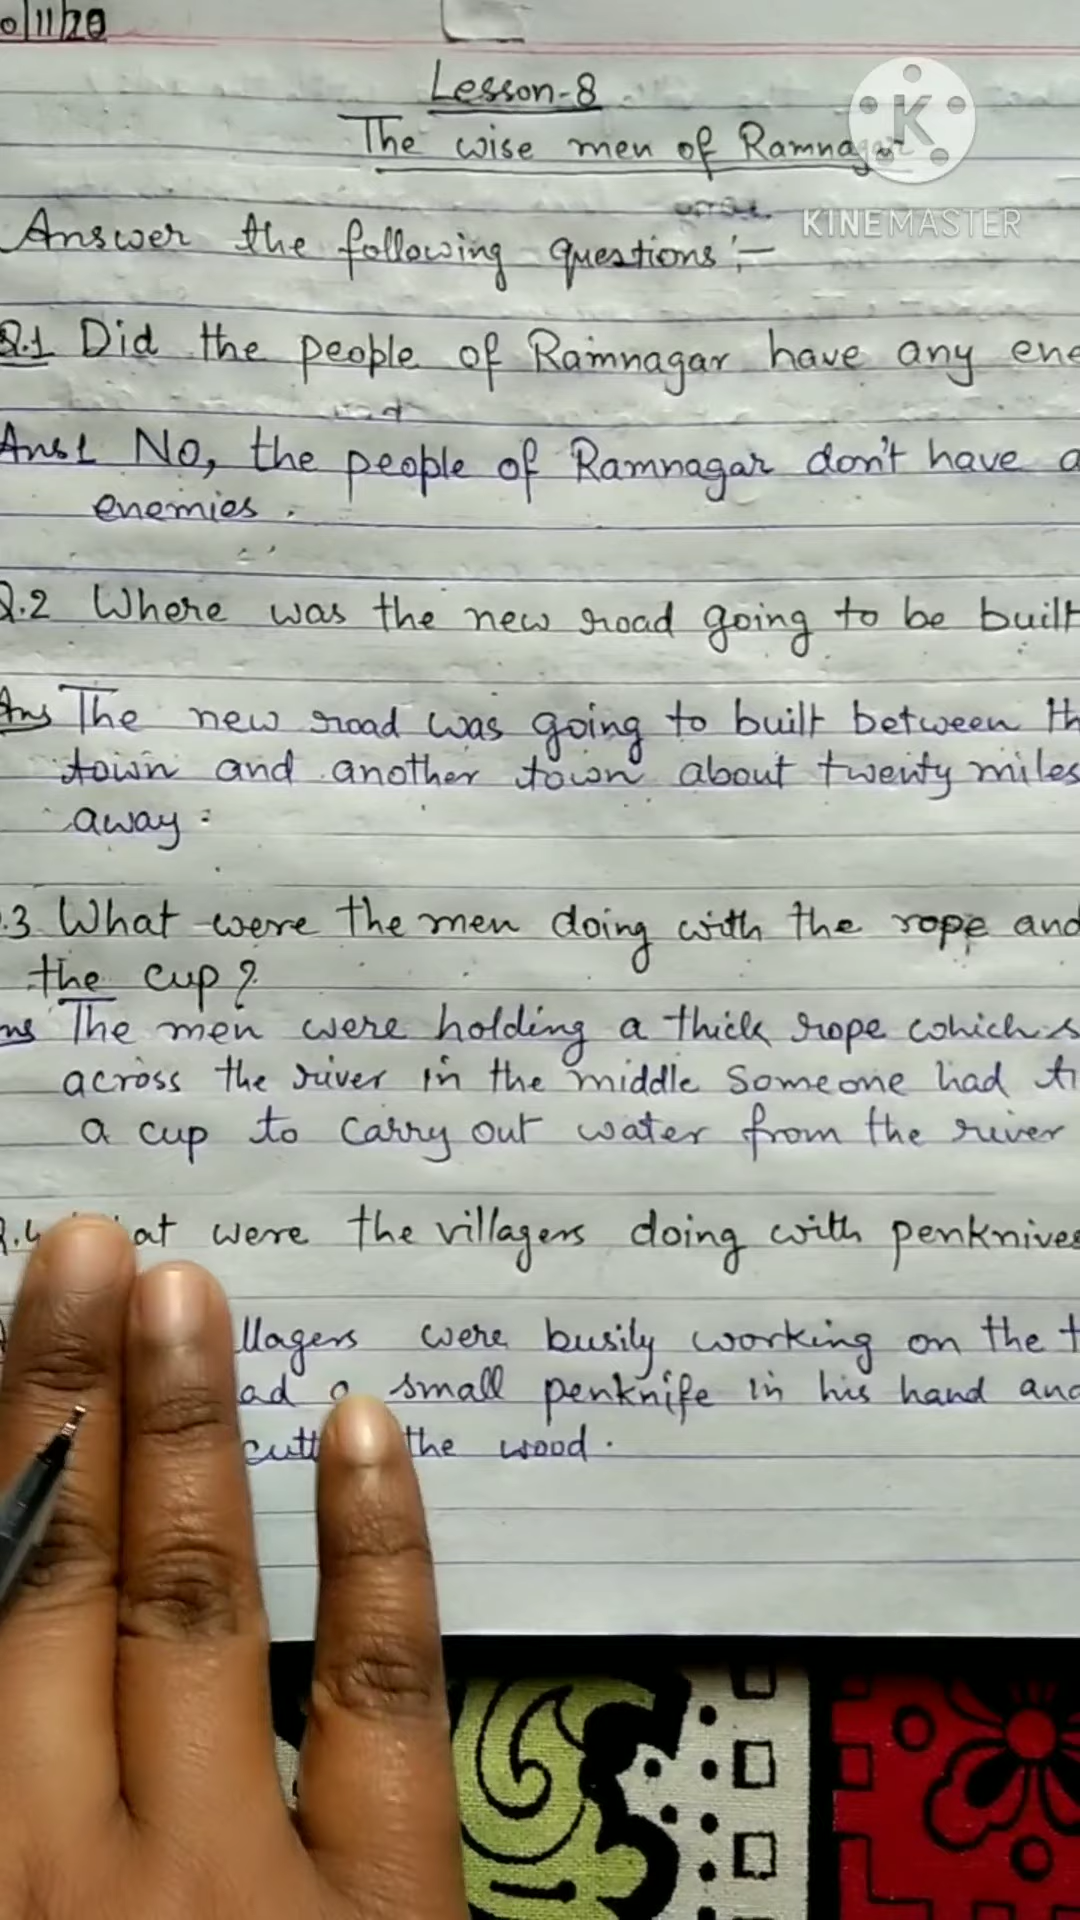 0/11/20
Lesson-8
The wise men of Ramnagar
KINEMASTER
Answer the following questions:-
Q.1 Did the people of Ramnagar have any ene
Ans1 No, the people of Ramnagar don't have a
enemies.
Q.2 Where was the new road going to be built
Ans The new road was going to built between th
town and another town about twenty miles
away.
.3 What were the men doing with the rope and
the cup?
ns The men were holding a thick rope which s
across the river in the middle someone had ti
a cup to carry out water from the river
Q.4 at were the villagers doing with penknives
llagers were busily working on the t
ad a small penknife in his hand and
cutt the wood.